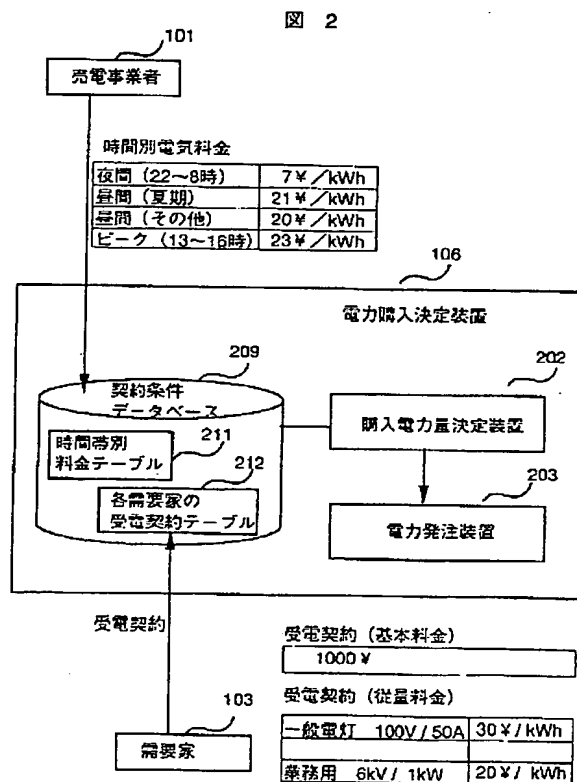 図 2
101
売電事業者
時間別電気料金
夜間 (22〜8時) 7¥/kWh
昼間 (夏期) 21¥/kWh
昼間 (その他) 20¥/kWh
ピーク (13〜16時) 23¥/kWh
106
電力購入決定装置
209
契約条件
データベース
202
購入電力量決定装置
時間帯別
料金テーブル
211
212
各需要家の
受電契約テーブル
203
電力発注装置
受電契約
受電契約 (基本料金)
1000¥
受電契約 (従量料金)
103
需要家
一般電灯 100V/50A 30¥/kWh
業務用 6kV/1kW 20¥/kWh